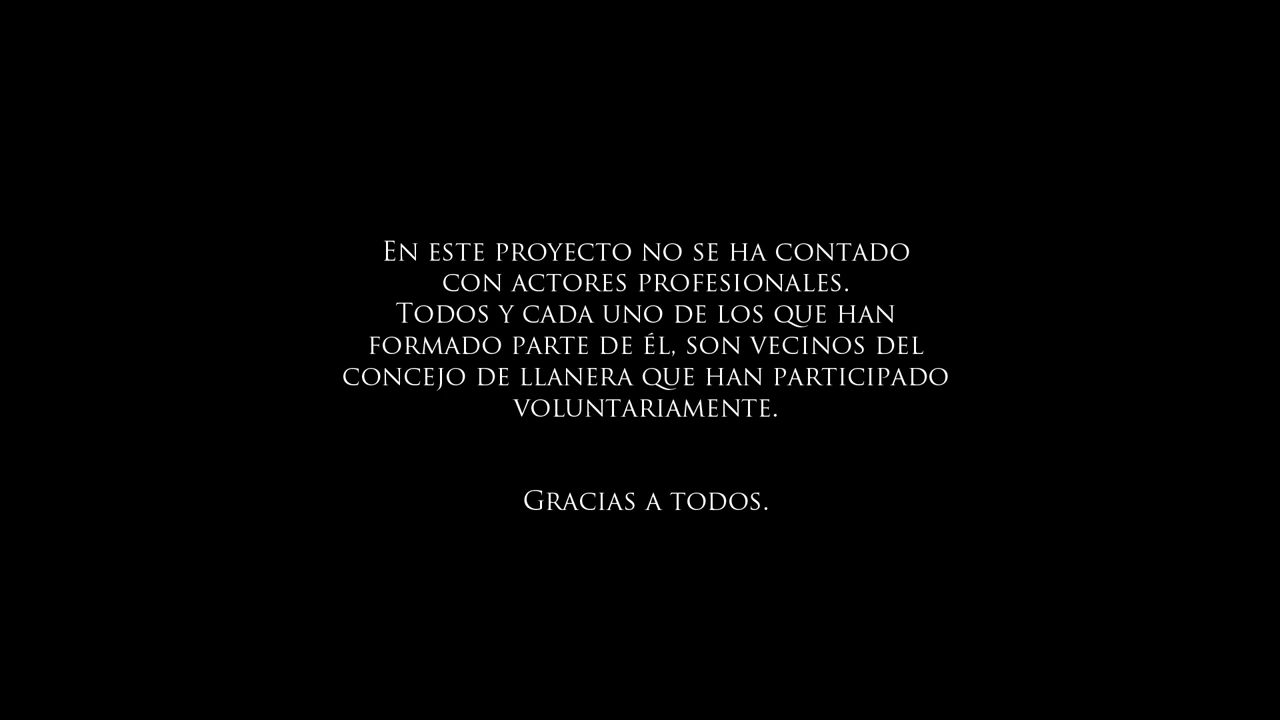 En este proyecto no se ha contado
con actores profesionales.
Todos y cada uno de los que han
formado parte de él, son vecinos del
concejo de llanera que han participado
voluntariamente.
Gracias a todos.